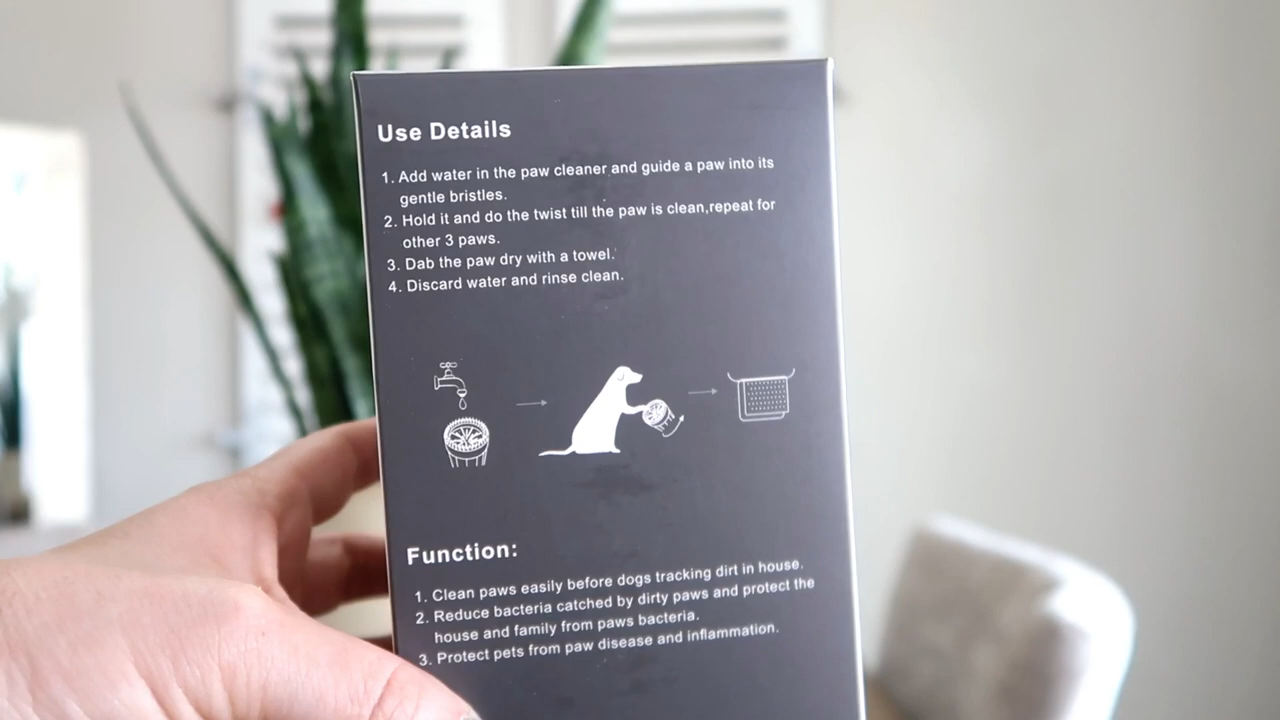 Use Details
1. Add water in the paw cleaner and guide a paw into its
gentle bristles.
2. Hold it and do the twist till the paw is clean,repeat for
other 3 paws.
3. Dab the paw dry with a towel.
4. Discard water and rinse clean.
Function:
1. Clean paws easily before dogs tracking dirt in house.
2. Reduce bacteria catched by dirty paws and protect the
house and family from paws bacteria.
3. Protect pets from paw disease and inflammation.